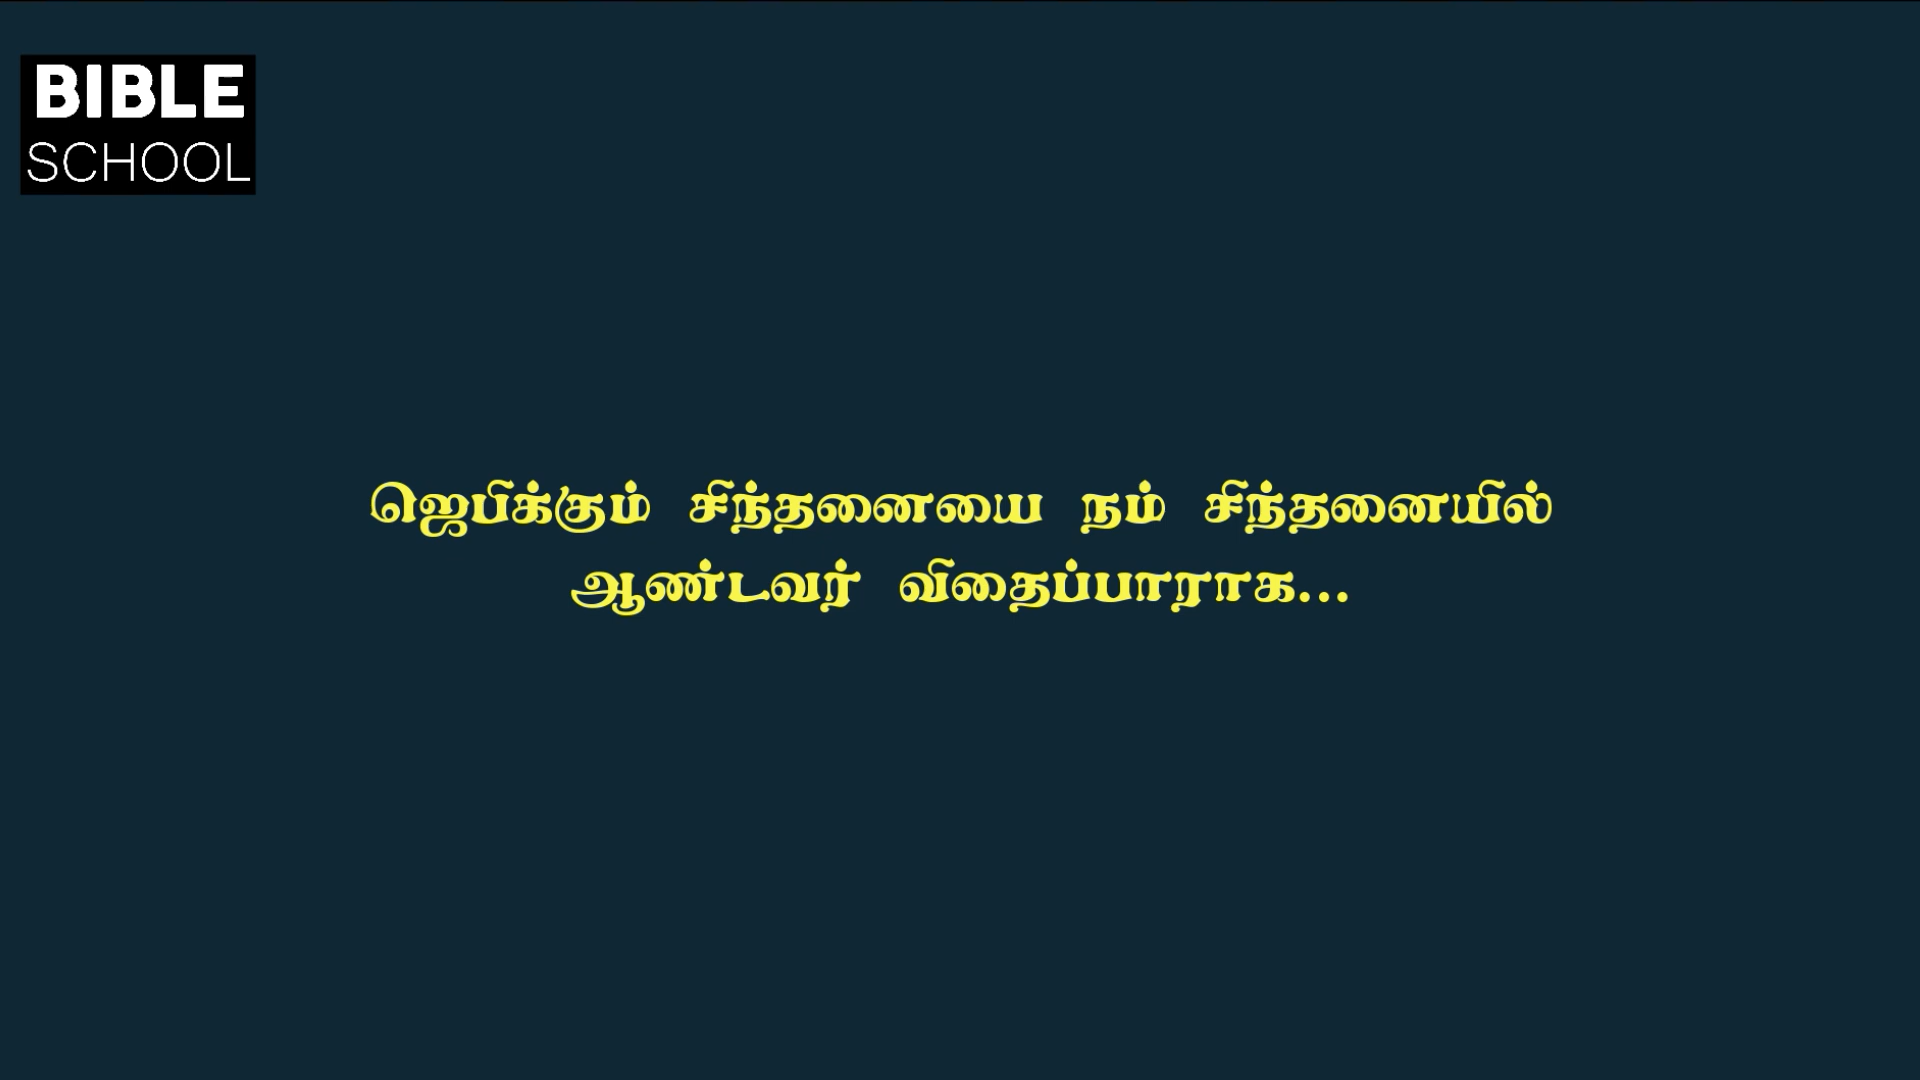 BIBLE
SCHOOL
ஜெபிக்கும் சிந்தனையை நம் சிந்தனையில்
ஆண்டவர் விதைப்பாராக...